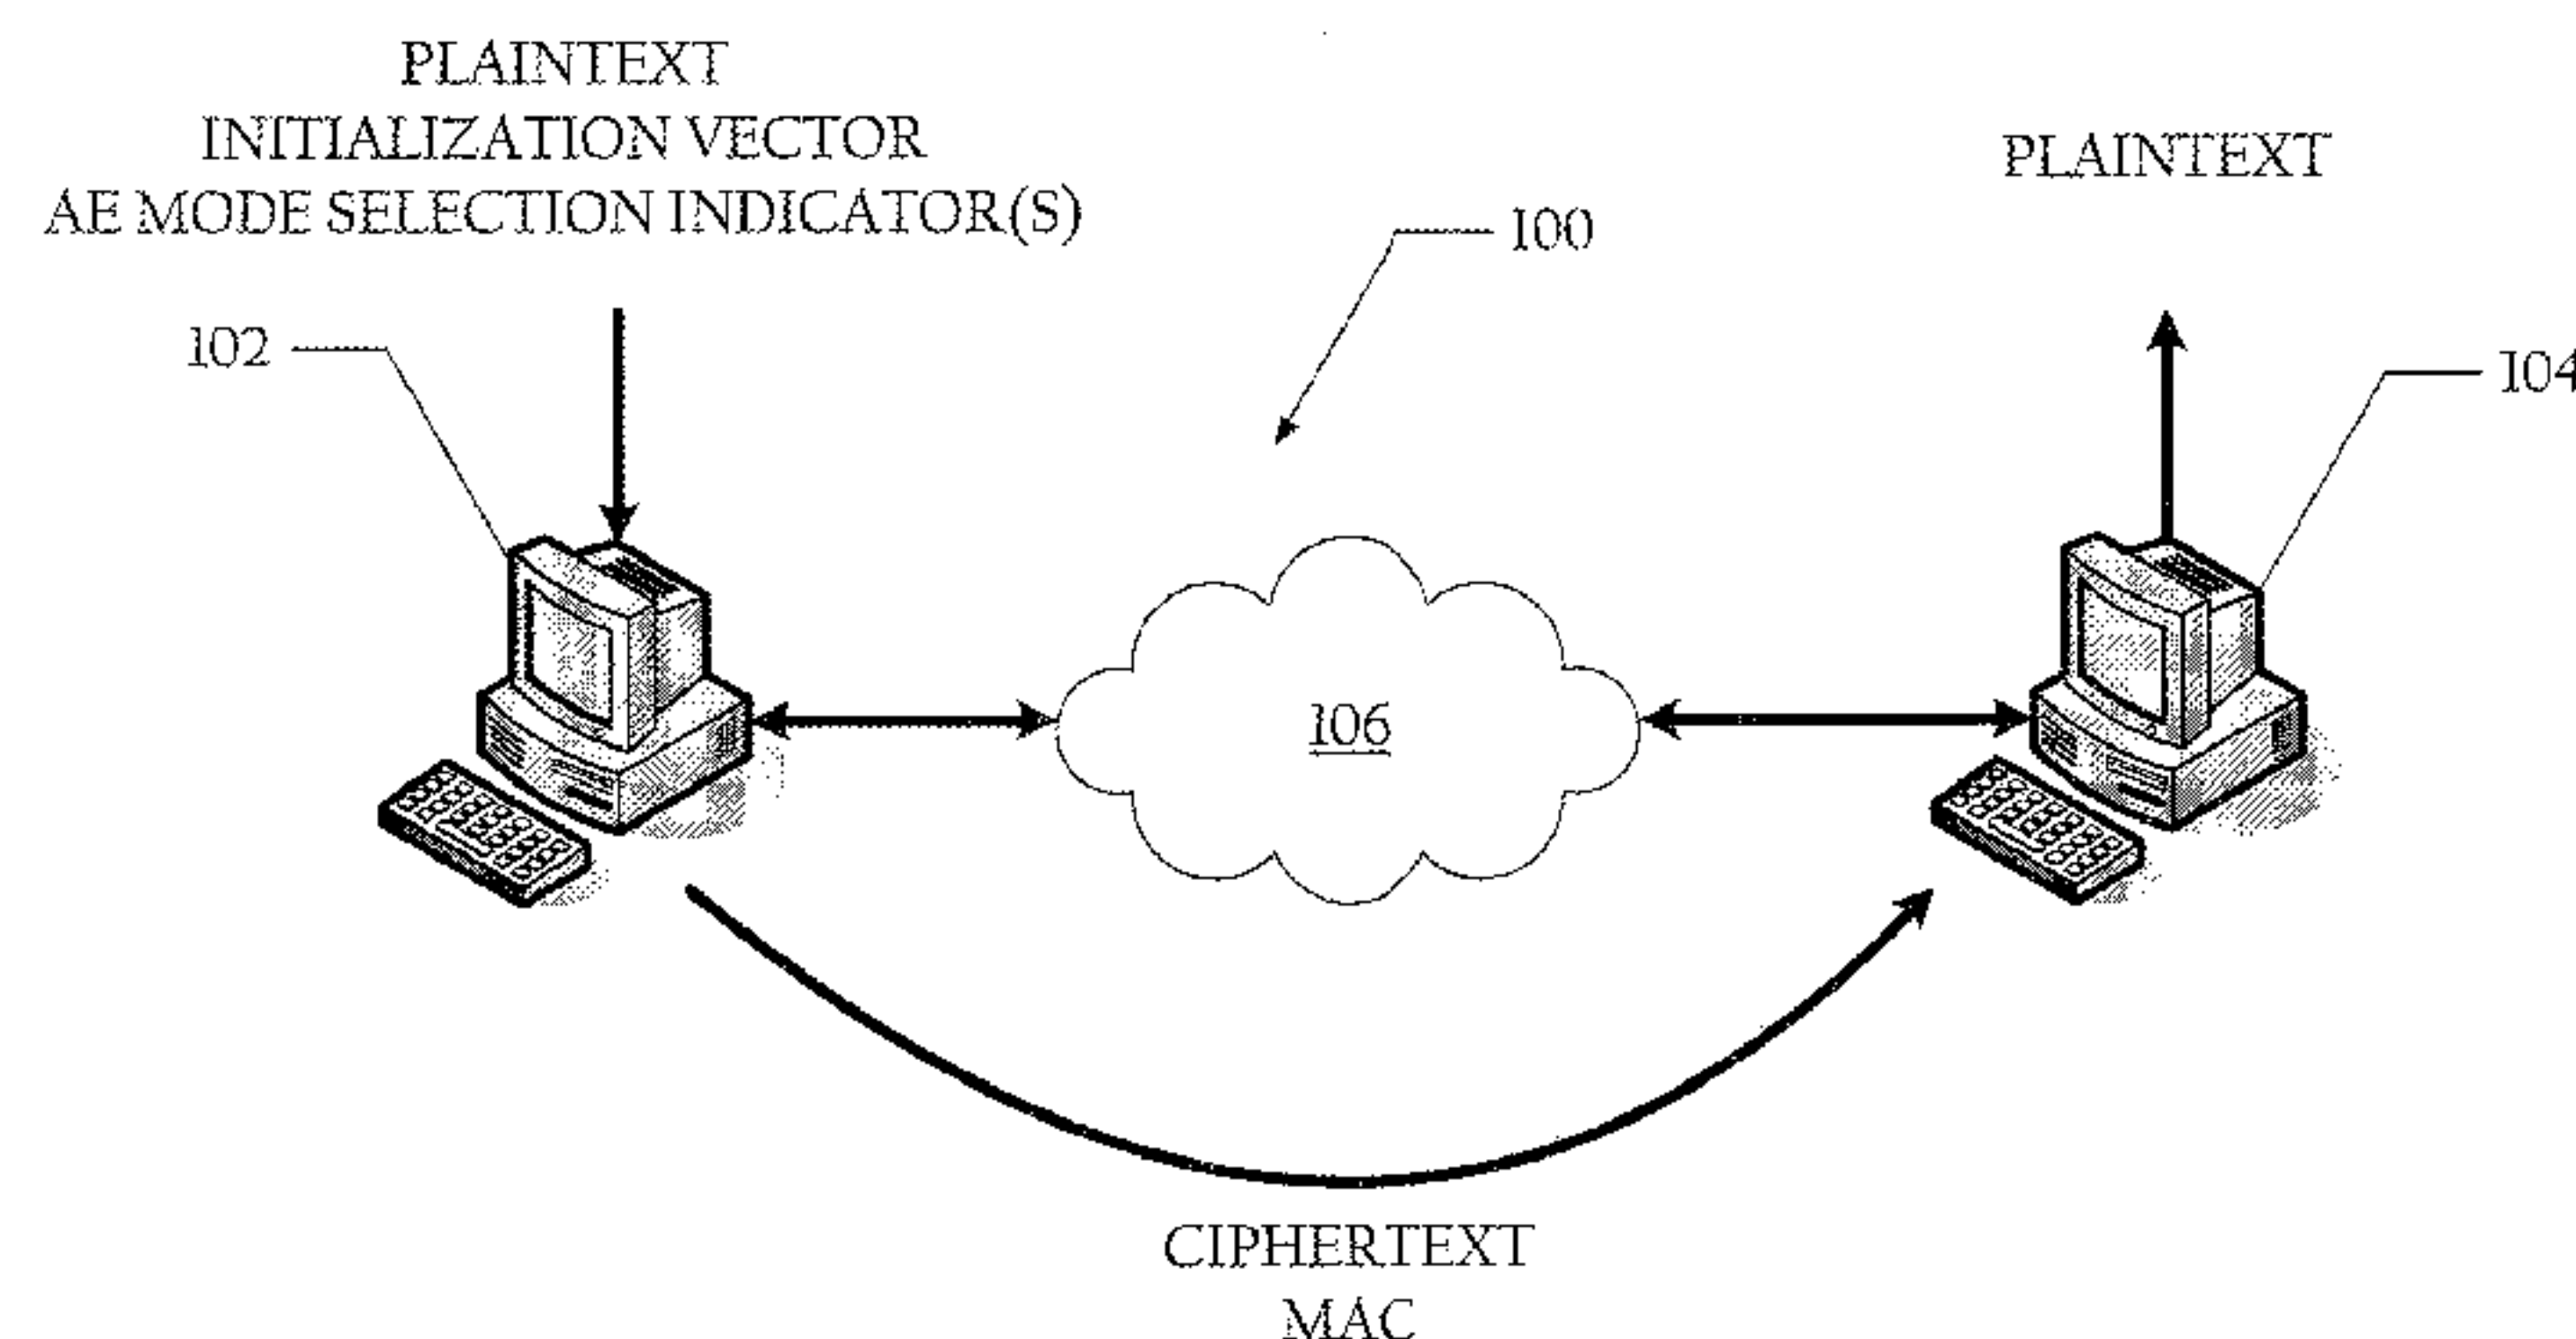 PLAINTEXT
INITIALIZATION VECTOR
AE MODE SELECTION INDICATOR(S)
PLAINTEXT
100
102
104
106
CIPHERTEXT
MAC